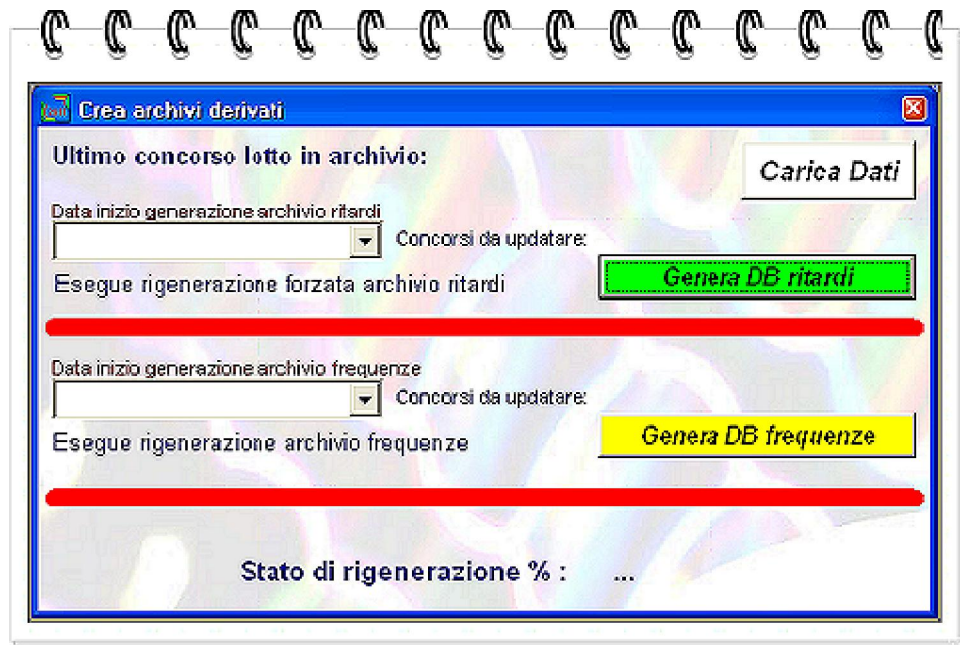 Crea archivi derivati
Ultimo concorso lotto in archivio:
Carica Dati
Data inizio generazione archivio ritardi
Concorsi da updatare:
Esegue rigenerazione forzata archivio ritardi
Genera DB ritardi
Data inizio generazione archivio frequenze
Concorsi da updatare:
Esegue rigenerazione archivio frequenze
Genera DB frequenze
Stato di rigenerazione % : ...